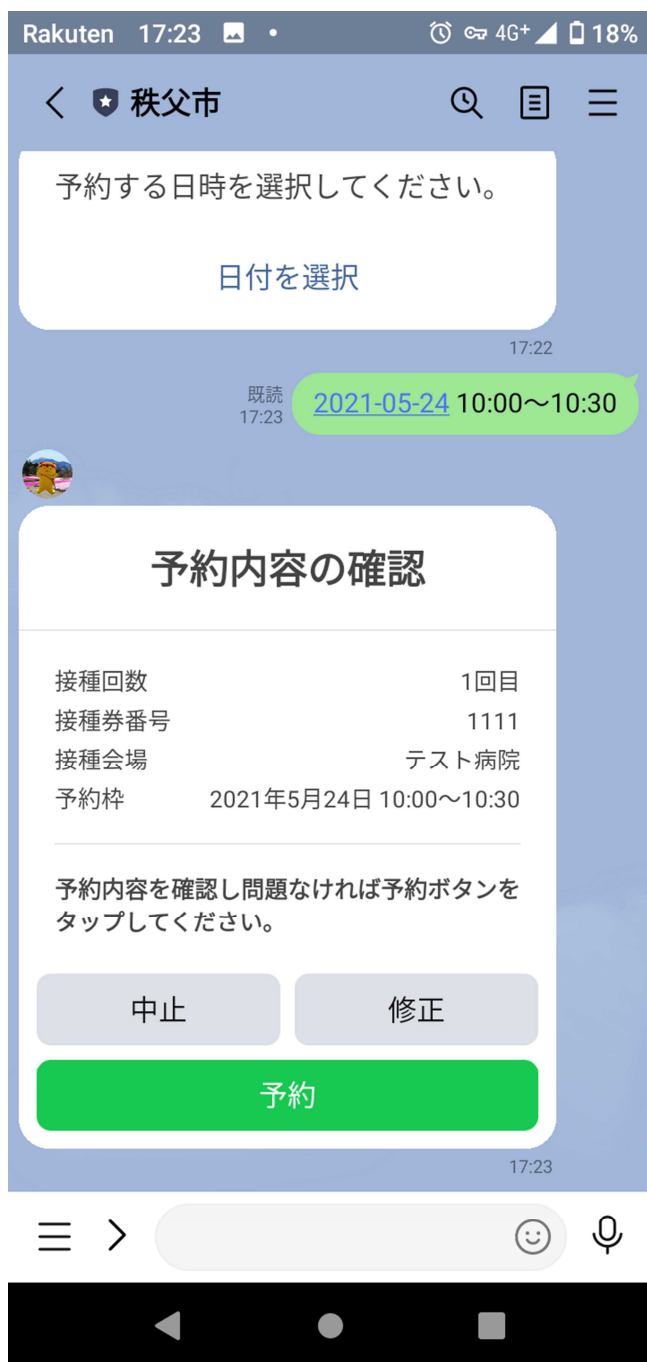 Rakuten 17:23 4G+ 18%
秩父市
予約する日時を選択してください。
日付を選択
17:22
既読
17:23
2021-05-24 10:00～10:30
予約内容の確認
接種回数 1回目
接種券番号 1111
接種会場 テスト病院
予約枠 2021年5月24日 10:00～10:30
予約内容を確認し問題なければ予約ボタンを
タップしてください。
中止 修正
予約
17:23